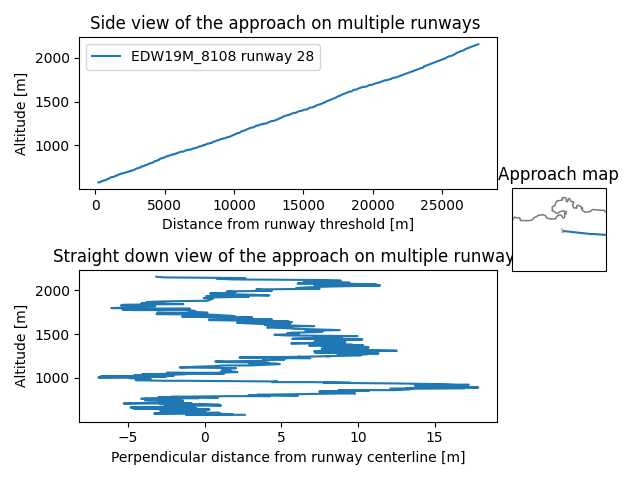 Side view of the approach on multiple runways
EDW19M_8108 runway 28
Altitude [m]
2000
1500
1000
0 5000 10000 15000 20000 25000
Distance from runway threshold [m]
Approach map
Straight down view of the approach on multiple runway
Altitude [m]
2000
1500
1000
−5 0 5 10 15
Perpendicular distance from runway centerline [m]